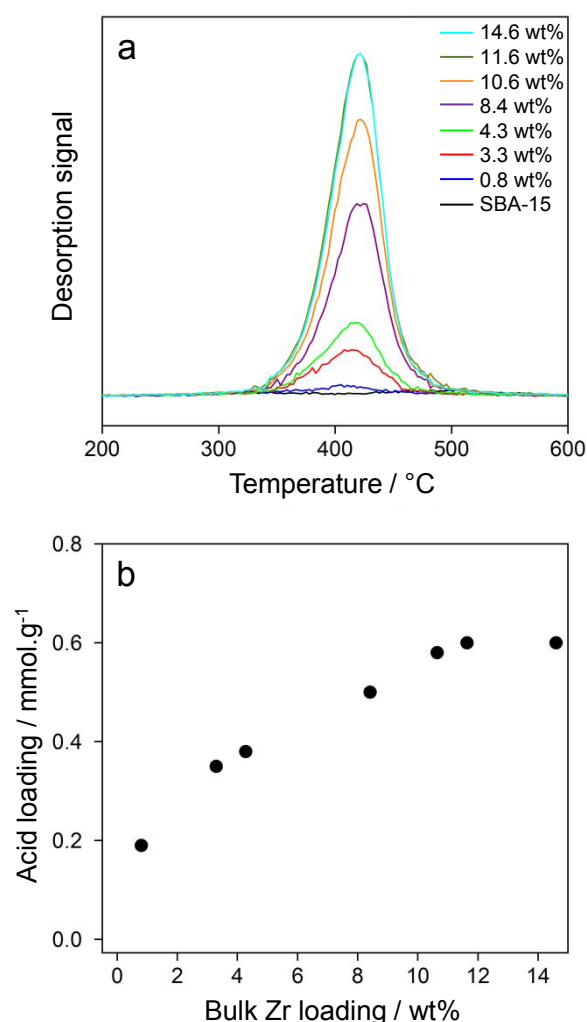 a
14.6 wt%
11.6 wt%
10.6 wt%
8.4 wt%
4.3 wt%
3.3 wt%
0.8 wt%
SBA-15
Desorption signal
200 300 400 500 600
Temperature / °C
b
0.8
0.6
0.4
0.2
0.0
Acid loading / mmol.g⁻¹
0 2 4 6 8 10 12 14
Bulk Zr loading / wt%